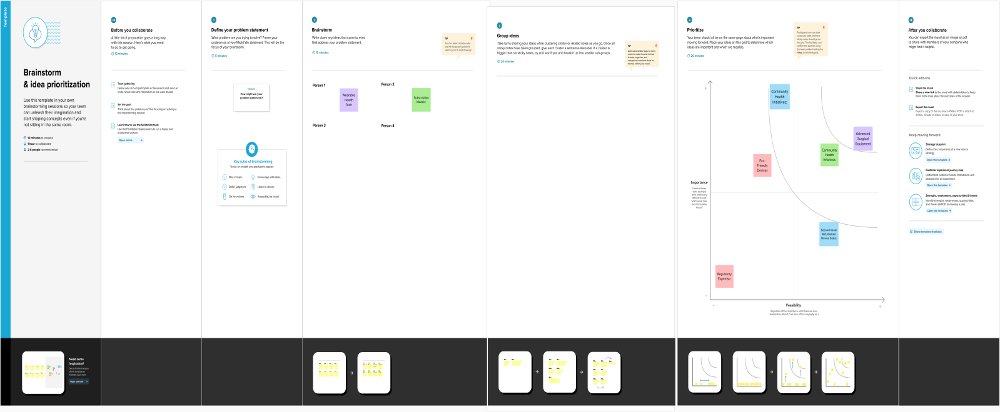 Template
Brainstorm
& idea prioritization
Use this template in your own
brainstorming sessions so your team
can unleash their imagination and
start shaping concepts even if you're
not sitting in the same room.
10 minutes to prepare
1 hour to collaborate
2-8 people recommended
Need some
inspiration?
See a finished version
of this template to
kickstart your work.
Open example
Before you collaborate
A little bit of preparation goes a long way
with this session. Here's what you need
to do to get going.
10 minutes
Team gathering
Define who should participate in the session and send an
invite. Share relevant information or pre-work ahead.
Set the goal
Think about the problem you'll be focusing on solving in
the brainstorming session.
Learn how to use the facilitation tools
Use the Facilitation Superpowers to run a happy and
productive session.
Open article
1
Define your problem statement
What problem are you trying to solve? Frame your
problem as a How Might We statement. This will be the
focus of your brainstorm.
5 minutes
PROBLEM
How might we [your
problem statement]?
Key rules of brainstorming
To run an smooth and productive session
Stay in topic.
Encourage wild ideas.
Defer judgment.
Listen to others.
Go for volume.
If possible, be visual.
2
Brainstorm
Write down any ideas that come to mind
that address your problem statement.
10 minutes
TIP
You can select a sticky note
and hit the pencil [switch to
sketch] icon to start drawing!
Person 1
Wearable
Health
Tech
Person 2
Subscription
Models
Person 3
Person 4
3
Group ideas
Take turns sharing your ideas while clustering similar or related notes as you go. Once all
sticky notes have been grouped, give each cluster a sentence-like label. If a cluster is
bigger than six sticky notes, try and see if you and break it up into smaller sub-groups.
20 minutes
TIP
Add customizable tags to sticky
notes to make it easier to find,
browse, organize, and
categorize important ideas as
themes within your mural.
4
Prioritize
Your team should all be on the same page about what's important
moving forward. Place your ideas on this grid to determine which
ideas are important and which are feasible.
20 minutes
TIP
Participants can use their
cursors to point at where
sticky notes should go on
the grid. The facilitator can
confirm the spot by using
the laser pointer holding the
H key on the keyboard.
+
Community
Health
Initiatives:
Advanced
Surgical
Equipment
Community
Health
Initiatives
Eco-
Friendly
Devices
Importance
If each of these
tasks could get
done without any
difficulty or cost,
which would have
the most positive
impact?
Second-hand/
Refurbished
Device Sales:
Regulatory
Expertise:
-
-
Feasibility
+
Regardless of their importance, which tasks are more
feasible than others? (Cost, time, effort, complexity, etc.)
After you collaborate
You can export the mural as an image or pdf
to share with members of your company who
might find it helpful.
Quick add-ons
Share the mural
Share a view link to the mural with stakeholders to keep
them in the loop about the outcomes of the session.
Export the mural
Export a copy of the mural as a PNG or PDF to attach to
emails, include in slides, or save in your drive.
Keep moving forward
Strategy blueprint
Define the components of a new idea or
strategy.
Open the template
Customer experience journey map
Understand customer needs, motivations, and
obstacles for an experience.
Open the template
Strengths, weaknesses, opportunities & threats
Identify strengths, weaknesses, opportunities,
and threats (SWOT) to develop a plan.
Open the template
Share template feedback